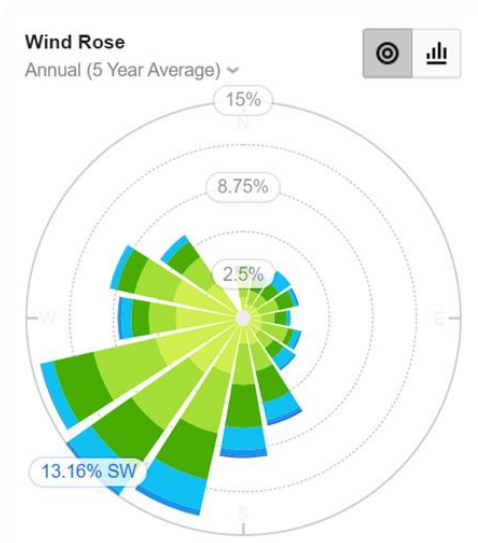 Wind Rose
Annual (5 Year Average)
15%
N
8.75%
2.5%
W
E
13.16% SW
S